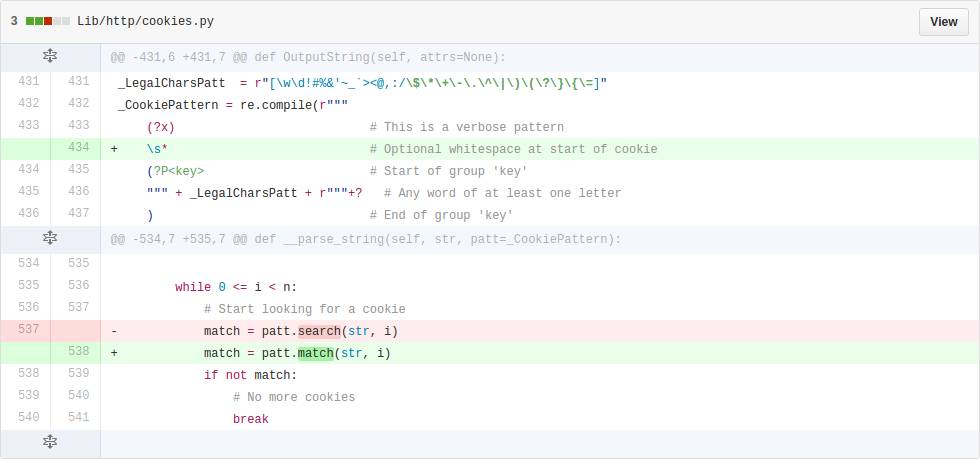 3 Lib/http/cookies.py View
@@ -431,6 +431,7 @@ def OutputString(self, attrs=None):
431 431 _LegalCharsPatt  = r"[\w\d!#%&'~_`><@,:/\$\*\+\-\.\^\|\)\(\?\}\{\=]"
432 432 _CookiePattern = re.compile(r"""
433 433     (?x)                           # This is a verbose pattern
434 +    \s*                            # Optional whitespace at start of cookie
434 435     (?P<key>                       # Start of group 'key'
435 436     """ + _LegalCharsPatt + r"""+?   # Any word of at least one letter
436 437     )                              # End of group 'key'
@@ -534,7 +535,7 @@ def __parse_string(self, str, patt=_CookiePattern):
534 535
535 536         while 0 <= i < n:
536 537             # Start looking for a cookie
537 -            match = patt.search(str, i)
538 +            match = patt.match(str, i)
538 539             if not match:
539 540                 # No more cookies
540 541                 break